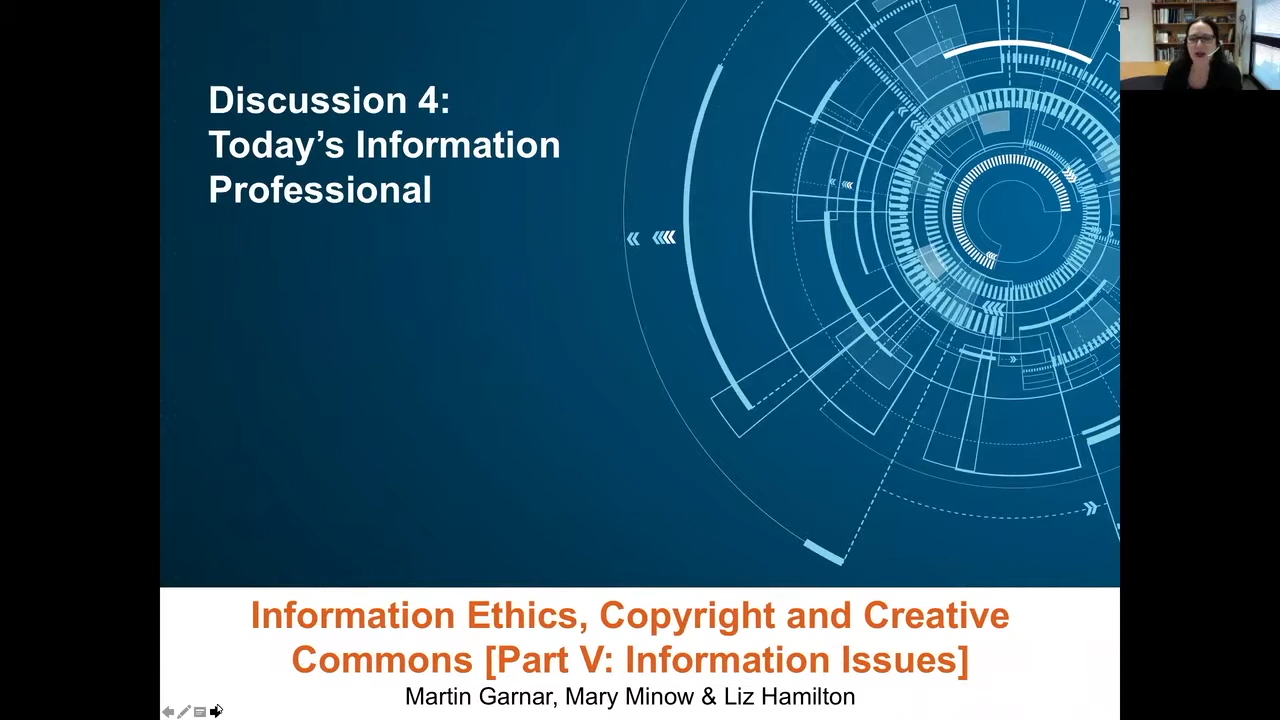 Discussion 4:
Today’s Information
Professional
Information Ethics, Copyright and Creative
Commons [Part V: Information Issues]
Martin Garnar, Mary Minow & Liz Hamilton